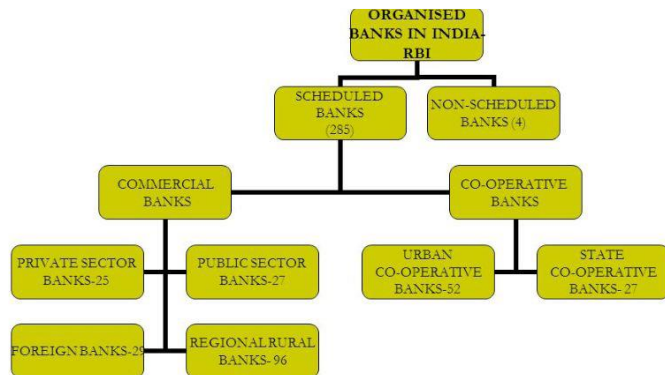 ORGANISED
BANKS IN INDIA-
RBI
SCHEDULED
BANKS
(285)
NON-SCHEDULED
BANKS (4)
COMMERCIAL
BANKS
CO-OPERATIVE
BANKS
PRIVATE SECTOR
BANKS-25
PUBLIC SECTOR
BANKS-27
URBAN
CO-OPERATIVE
BANKS-52
STATE
CO-OPERATIVE
BANKS- 27
FOREIGN BANKS-29
REGIONAL RURAL
BANKS- 96